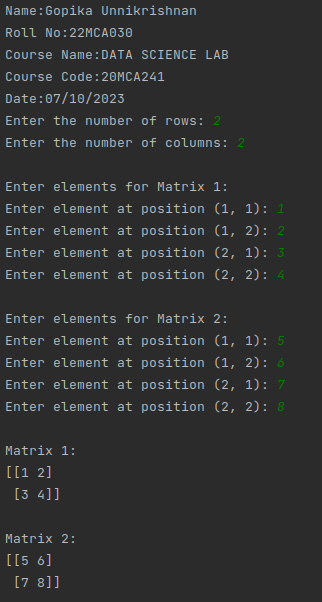 Name:Gopika Unnikrishnan
Roll No:22MCA030
Course Name:DATA SCIENCE LAB
Course Code:20MCA241
Date:07/10/2023
Enter the number of rows: 2
Enter the number of columns: 2
Enter elements for Matrix 1:
Enter element at position (1, 1): 1
Enter element at position (1, 2): 2
Enter element at position (2, 1): 3
Enter element at position (2, 2): 4
Enter elements for Matrix 2:
Enter element at position (1, 1): 5
Enter element at position (1, 2): 6
Enter element at position (2, 1): 7
Enter element at position (2, 2): 8
Matrix 1:
[[1 2]
 [3 4]]
Matrix 2:
[[5 6]
 [7 8]]